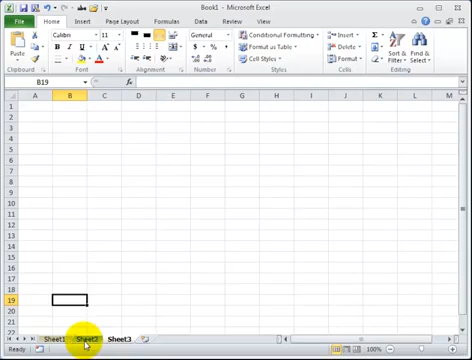 Book1 - Microsoft Excel
File Home Insert Page Layout Formulas Data Review View
Paste Calibri 11 General Conditional Formatting Insert
B I U $ % , Format as Table Delete Sort & Find &
A Cell Styles Format Filter Select
Clipboard Font Alignment Number Styles Cells Editing
B19 fx
A B C D E F G H I J K L M
1
2
3
4
5
6
7
8
9
10
11
12
13
14
15
16
17
18
19
20
21
22
Sheet1 Sheet2 Sheet3
Ready 100%